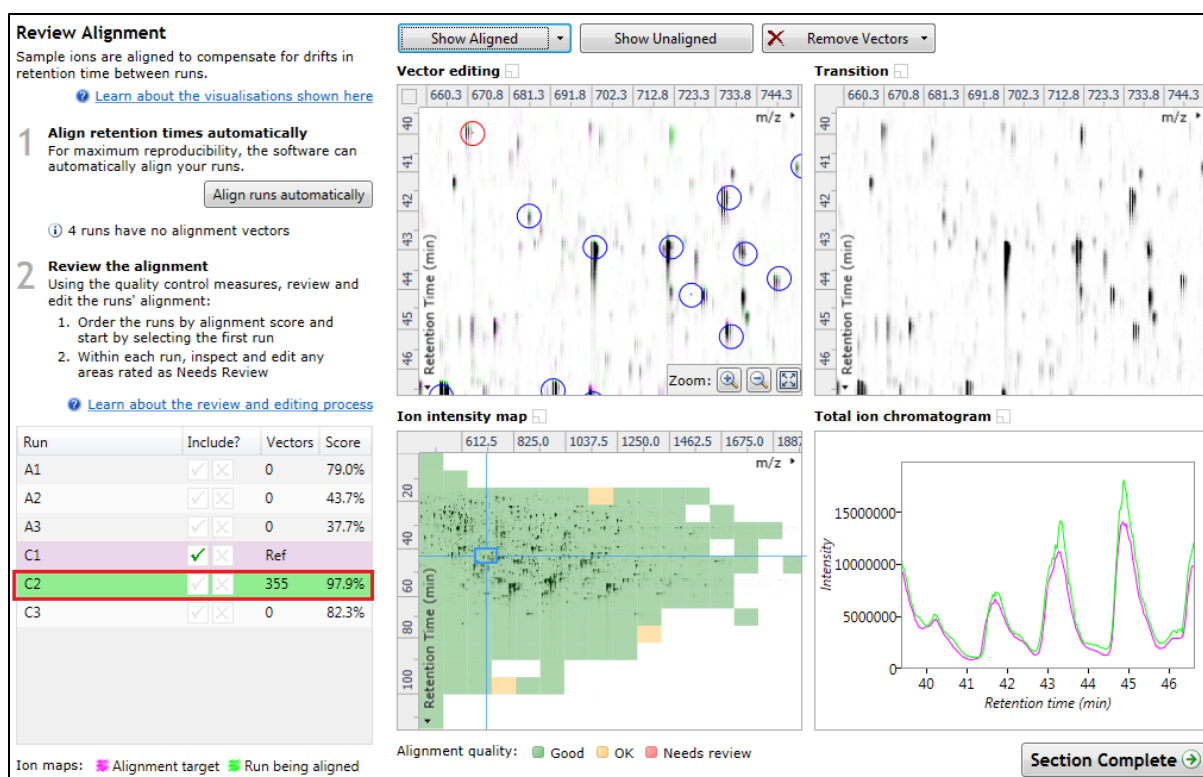 Review Alignment
Sample ions are aligned to compensate for drifts in
retention time between runs.
Learn about the visualisations shown here
1
Align retention times automatically
For maximum reproducibility, the software can
automatically align your runs.
Align runs automatically
4 runs have no alignment vectors
2
Review the alignment
Using the quality control measures, review and
edit the runs' alignment:
1. Order the runs by alignment score and
start by selecting the first run
2. Within each run, inspect and edit any
areas rated as Needs Review
Learn about the review and editing process
Run Include? Vectors Score
A1 0 79.0%
A2 0 43.7%
A3 0 37.7%
C1 Ref
C2 355 97.9%
C3 0 82.3%
Ion maps: Alignment target Run being aligned
Show Aligned Show Unaligned Remove Vectors
Vector editing
660.3 670.8 681.3 691.8 702.3 712.8 723.3 733.8 744.3
m/z
40
41
42
43
44
45
46
Retention Time (min)
Zoom:
Transition
660.3 670.8 681.3 691.8 702.3 712.8 723.3 733.8 744.3
m/z
40
41
42
43
44
45
46
Retention Time (min)
Ion intensity map
612.5 825.0 1037.5 1250.0 1462.5 1675.0 1887
m/z
20
40
60
80
100
Retention Time (min)
Alignment quality: Good OK Needs review
Total ion chromatogram
15000000
10000000
5000000
0
Intensity
40 41 42 43 44 45 46
Retention time (min)
Section Complete